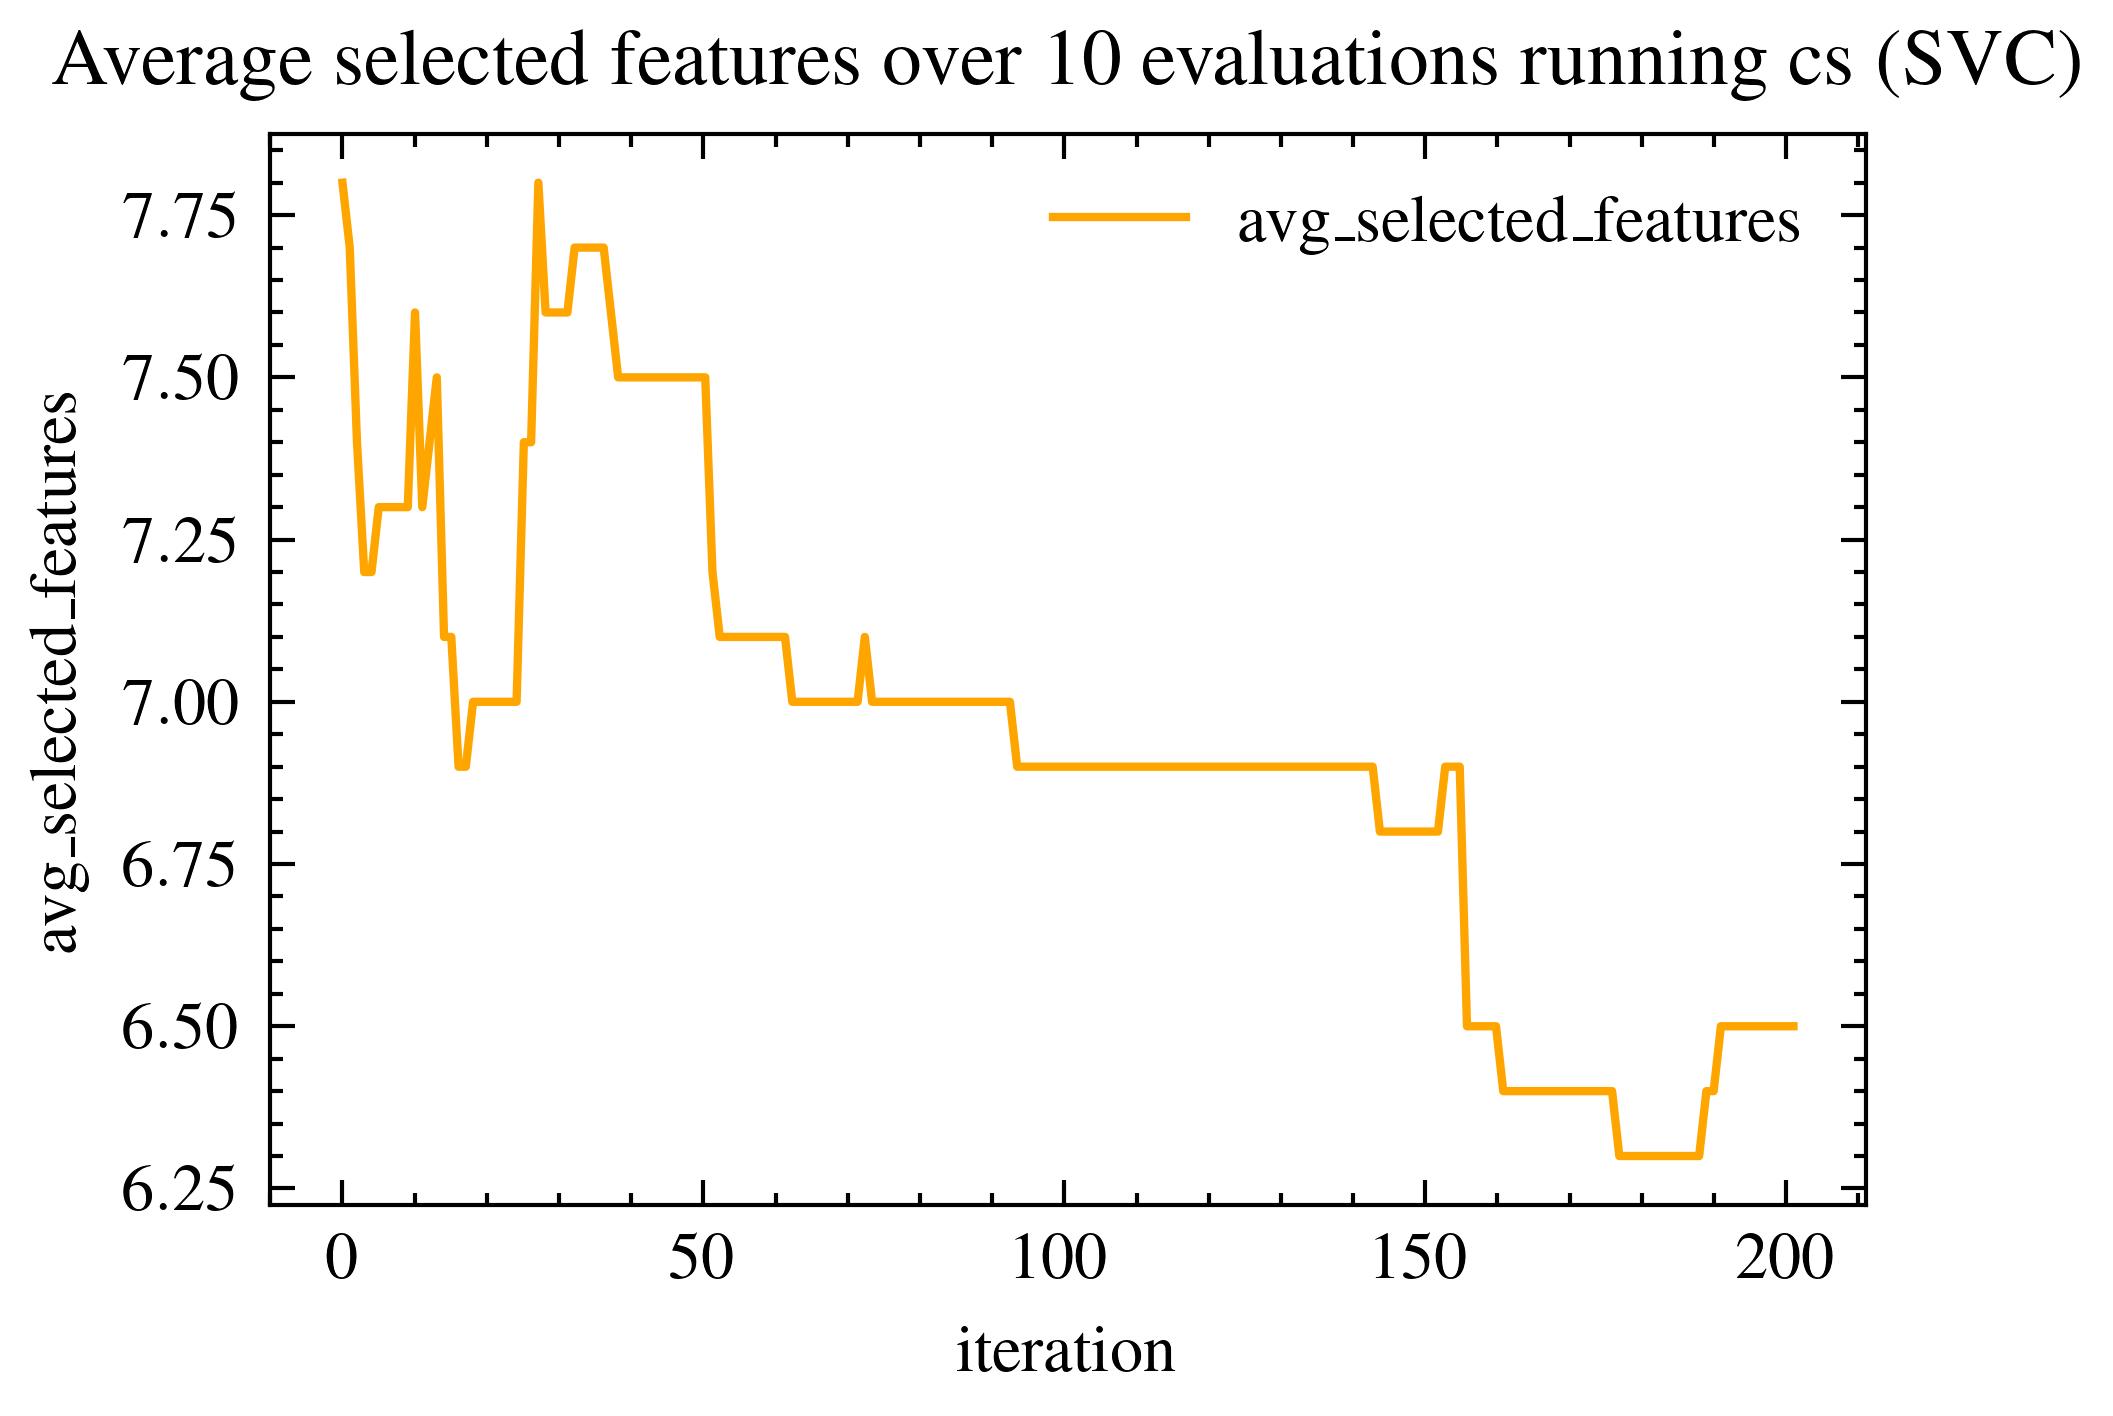 Average selected features over 10 evaluations running cs (SVC)
avg_selected_features
7.75
7.50
7.25
7.00
6.75
6.50
6.25
avg_selected_features
0 50 100 150 200
iteration